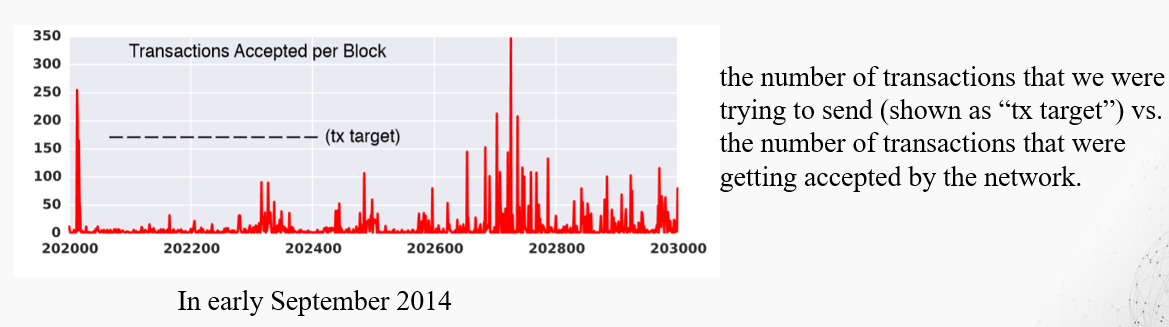 Transactions Accepted per Block
350
300
250
200
150
100
50
0
(tx target)
202000 202200 202400 202600 202800 203000
the number of transactions that we were
trying to send (shown as “tx target”) vs.
the number of transactions that were
getting accepted by the network.
In early September 2014